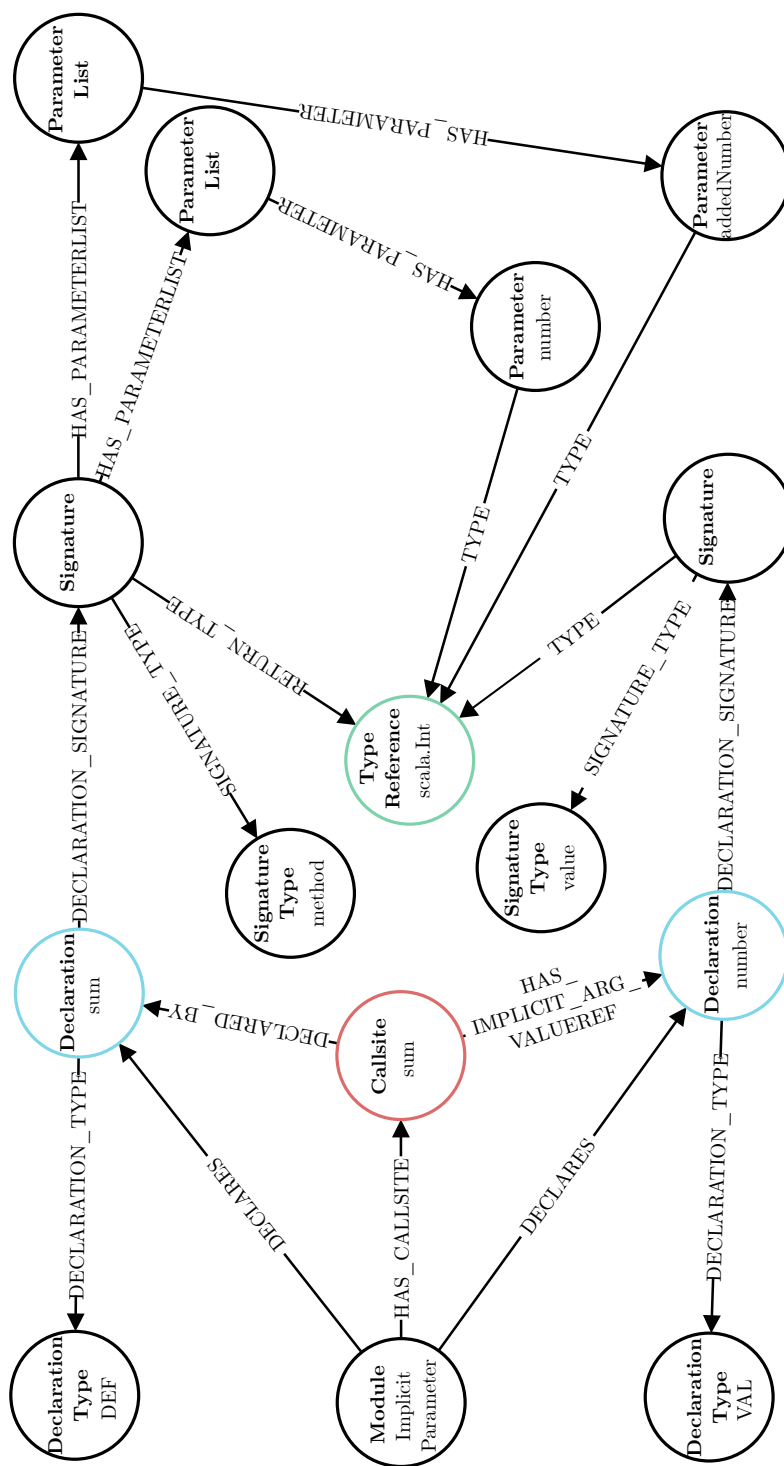 Declaration
Type
DEF
DECLARATION_TYPE
Declaration
sum
DECLARATION_SIGNATURE
Signature
HAS_PARAMETERLIST
Parameter
List
HAS_PARAMETERLIST
Parameter
List
HAS_PARAMETER
HAS_PARAMETER
DECLARES
DECLARED_BY
SIGNATURE_TYPE
RETURN_TYPE
Signature
Type
method
Module
Implicit
Parameter
HAS_CALLSITE
Callsite
sum
Type
Reference
scala.Int
TYPE
Parameter
number
TYPE
Parameter
addedNumber
DECLARES
HAS_
IMPLICIT_ARG_
VALUEREF
Signature
Type
value
SIGNATURE_TYPE
TYPE
Declaration
Type
VAL
DECLARATION_TYPE
Declaration
number
DECLARATION_SIGNATURE
Signature